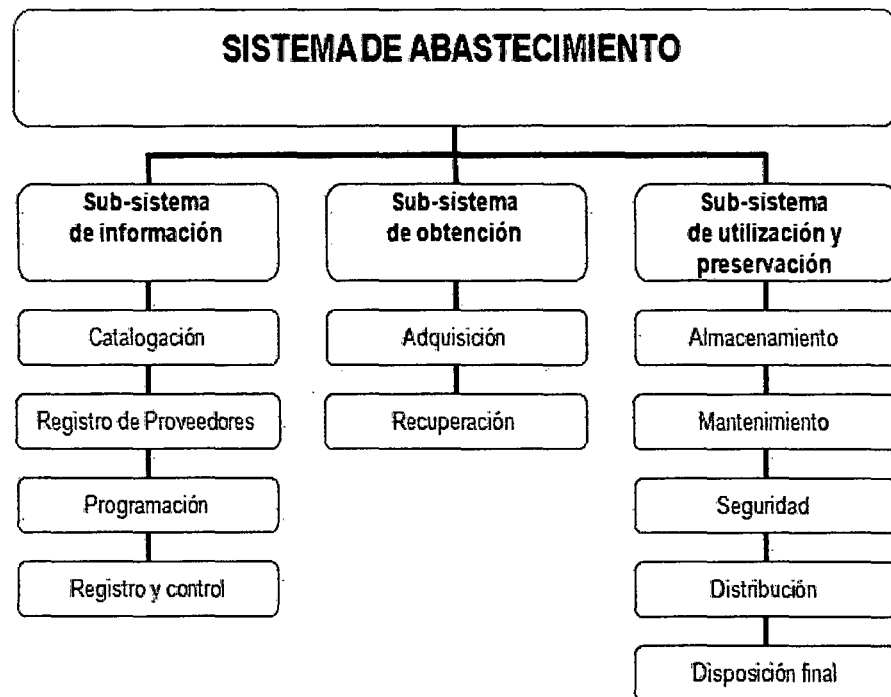 SISTEMA DE ABASTECIMIENTO
Sub-sistema
de información
Catalogación
Registro de Proveedores
Programación
Registro y control
Sub-sistema
de obtención
Adquisición
Recuperación
Sub-sistema
de utilización y
preservación
Almacenamiento
Mantenimiento
Seguridad
Distribución
Disposición final